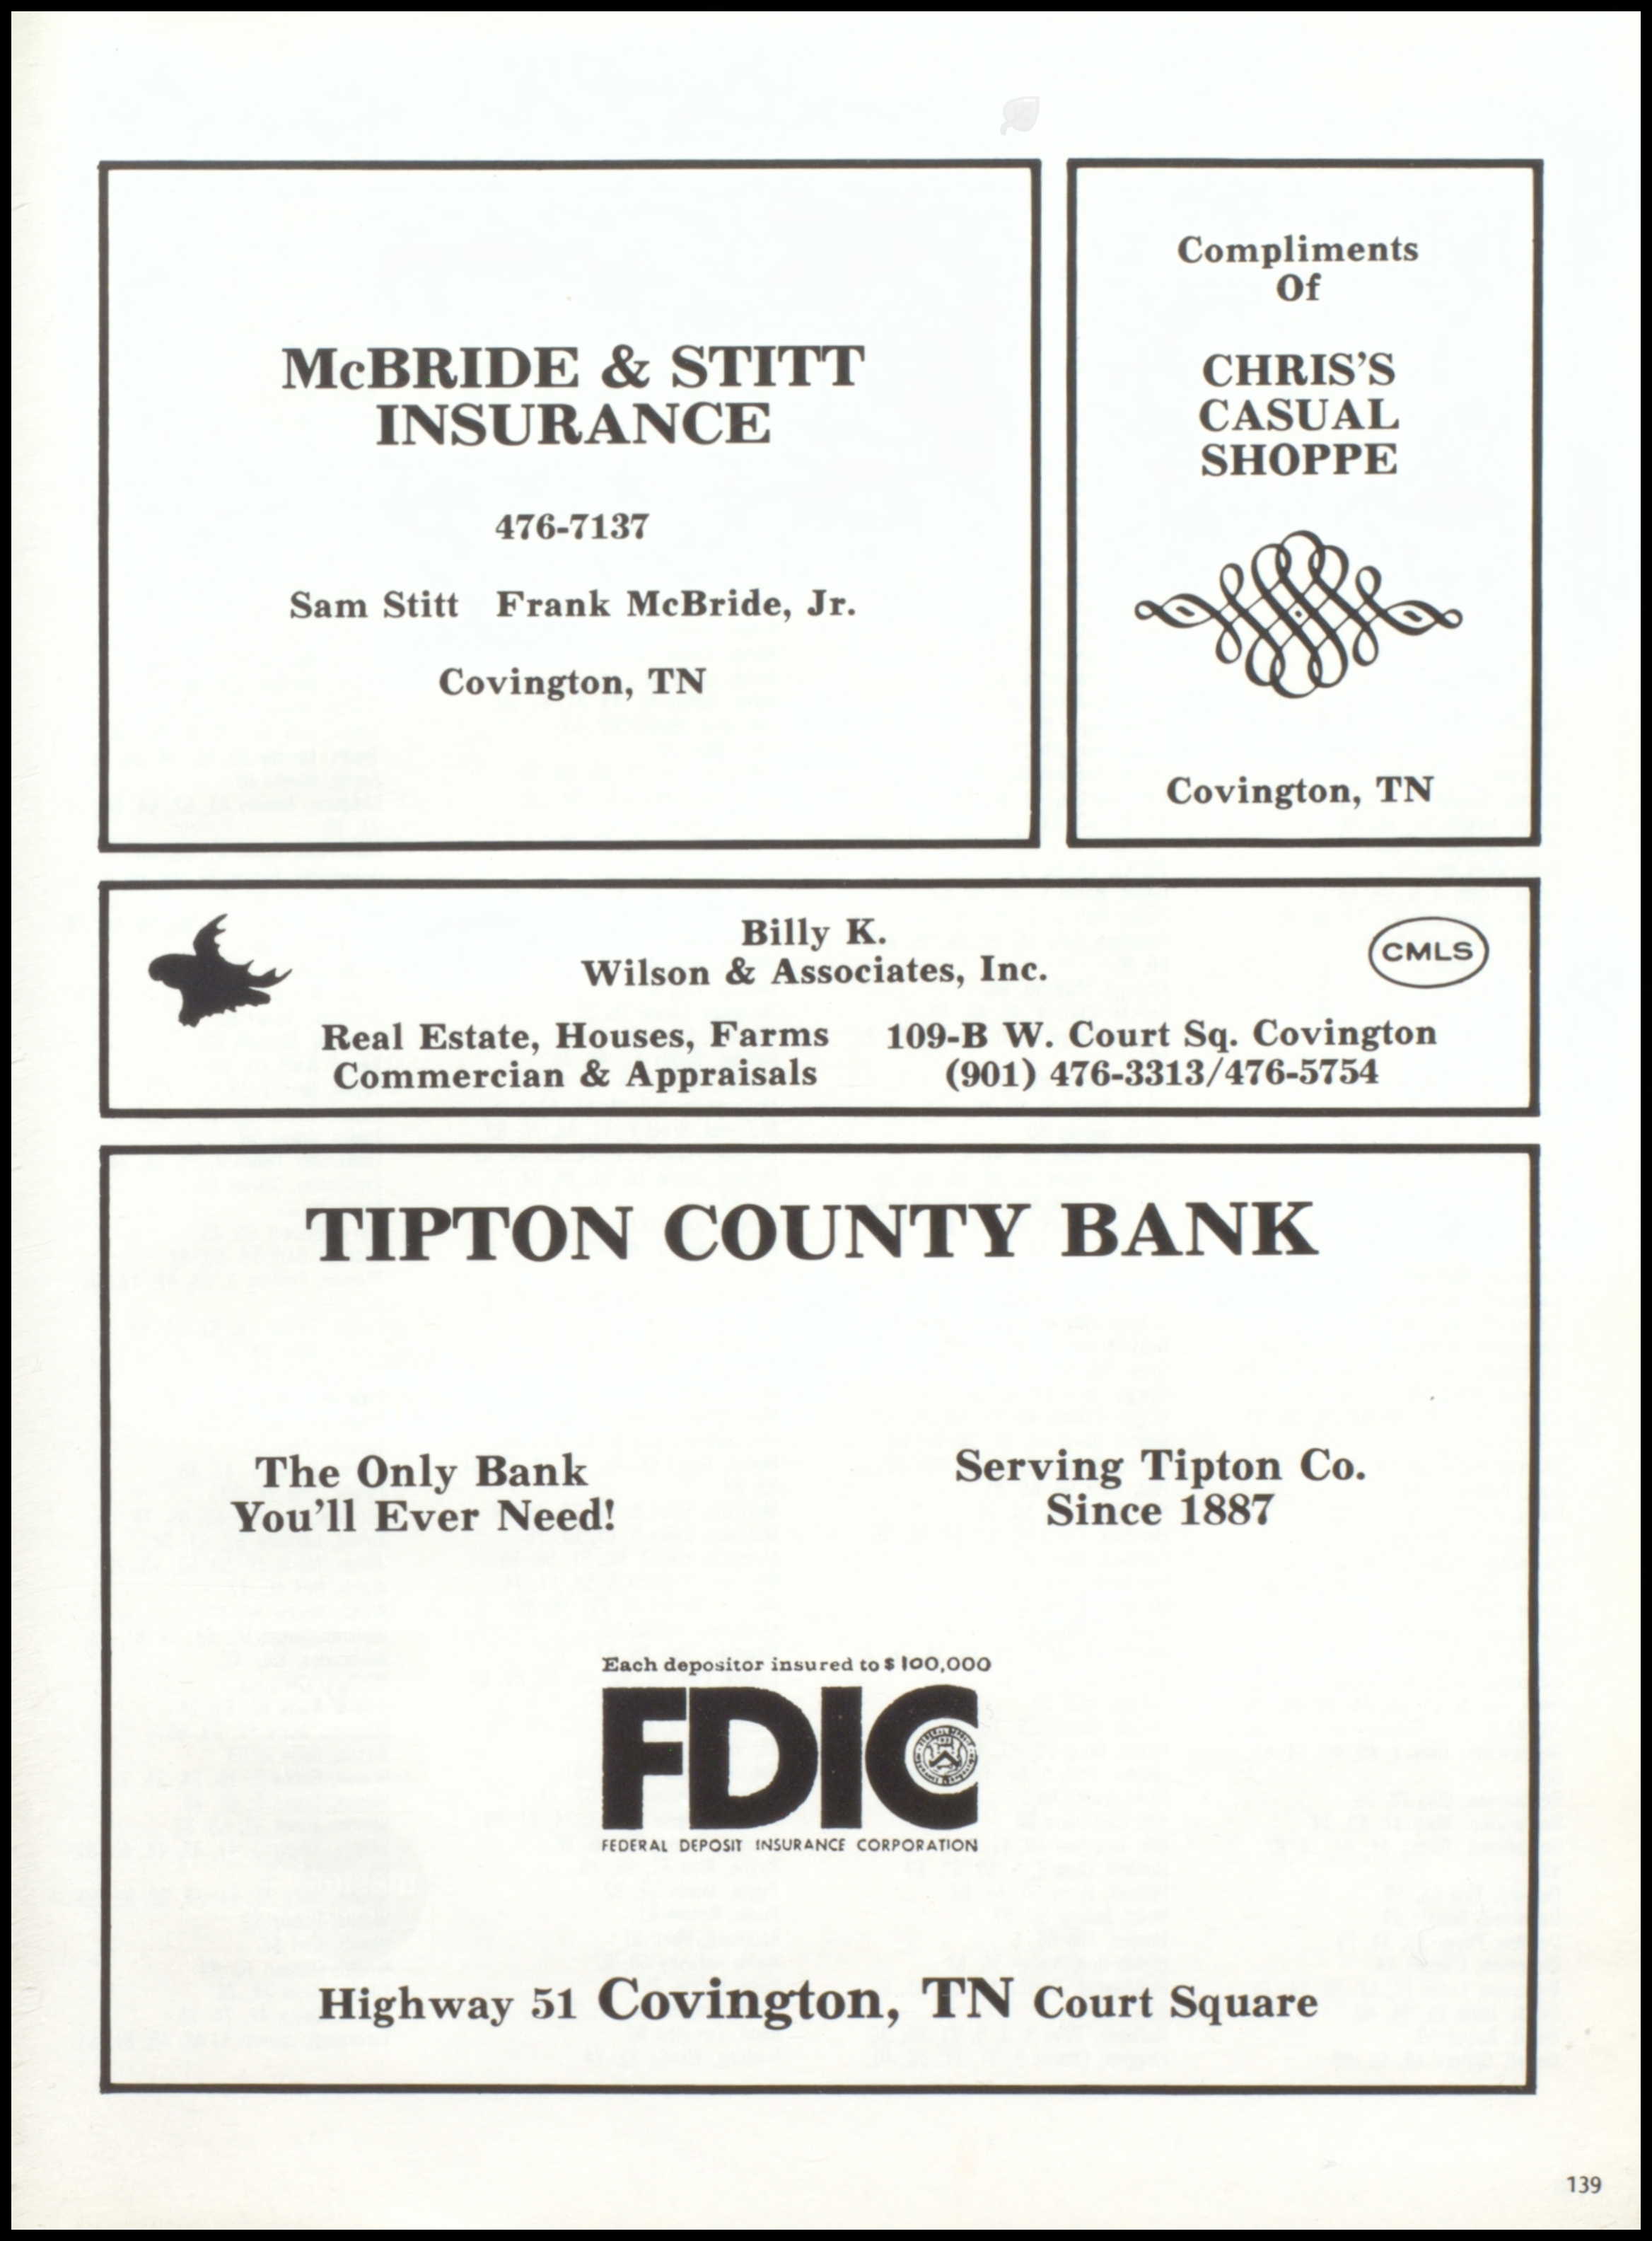 McBRIDE & STITT
INSURANCE
476-7137
Sam Stitt Frank McBride, Jr.
Covington, TN
Compliments
Of
CHRIS'S
CASUAL
SHOPPE
Covington, TN
Billy K.
Wilson & Associates, Inc.
CMLS
Real Estate, Houses, Farms
Commercian & Appraisals
109-B W. Court Sq. Covington
(901) 476-3313/476-5754
TIPTON COUNTY BANK
The Only Bank
You'll Ever Need!
Serving Tipton Co.
Since 1887
Each depositor insured to $100,000
FDIC
FEDERAL DEPOSIT INSURANCE CORPORATION
Highway 51 Covington, TN Court Square
139